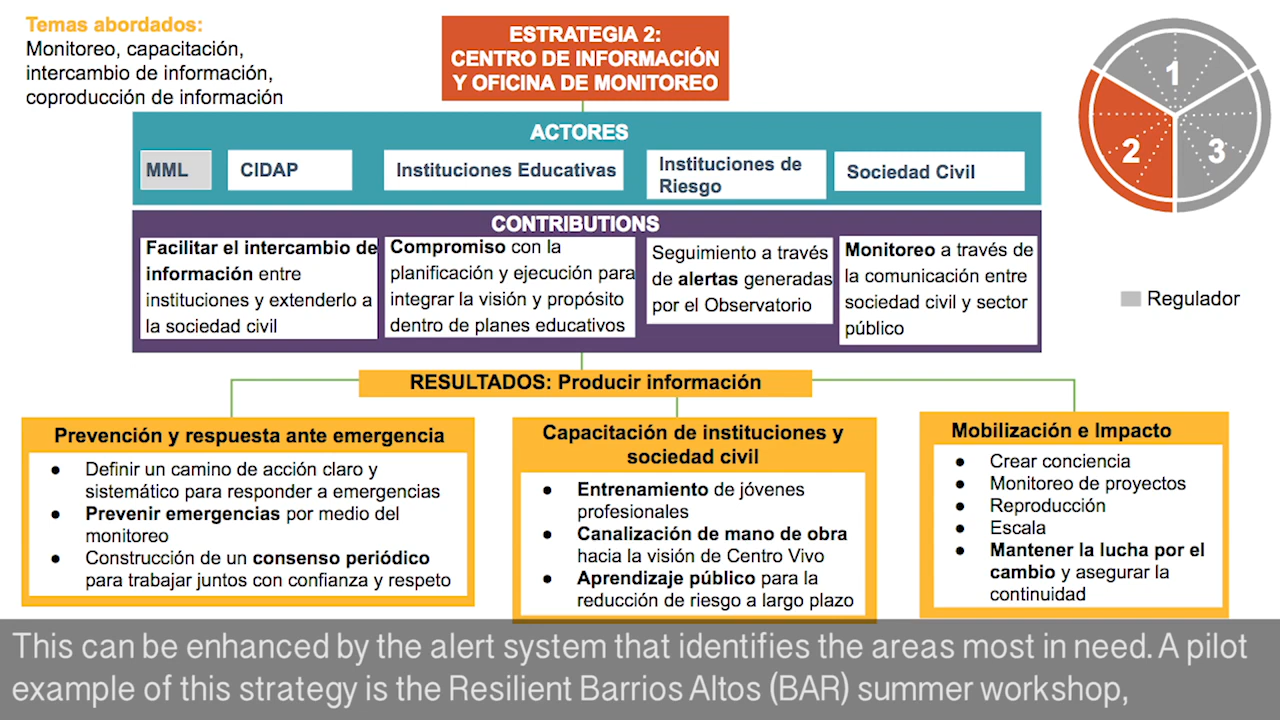 Temas abordados:
Monitoreo, capacitación,
intercambio de información,
coproducción de información
ESTRATEGIA 2:
CENTRO DE INFORMACIÓN
Y OFICINA DE MONITOREO
1
2
3
ACTORES
MML
CIDAP
Instituciones Educativas
Instituciones de
Riesgo
Sociedad Civil
CONTRIBUTIONS
Facilitar el intercambio de
información entre
instituciones y extenderlo a
la sociedad civil
Compromiso con la
planificación y ejecución para
integrar la visión y propósito
dentro de planes educativos
Seguimiento a través
de alertas generadas
por el Observatorio
Monitoreo a través de
la comunicación entre
sociedad civil y sector
público
Regulador
RESULTADOS: Producir información
Prevención y respuesta ante emergencia
● Definir un camino de acción claro y
sistemático para responder a emergencias
● Prevenir emergencias por medio del
monitoreo
● Construcción de un consenso periódico
para trabajar juntos con confianza y respeto
Capacitación de instituciones y
sociedad civil
● Entrenamiento de jóvenes
profesionales
● Canalización de mano de obra
hacia la visión de Centro Vivo
● Aprendizaje público para la
reducción de riesgo a largo plazo
Mobilización e Impacto
● Crear conciencia
● Monitoreo de proyectos
● Reproducción
● Escala
● Mantener la lucha por el
cambio y asegurar la
continuidad
This can be enhanced by the alert system that identifies the areas most in need. A pilot
example of this strategy is the Resilient Barrios Altos (BAR) summer workshop,